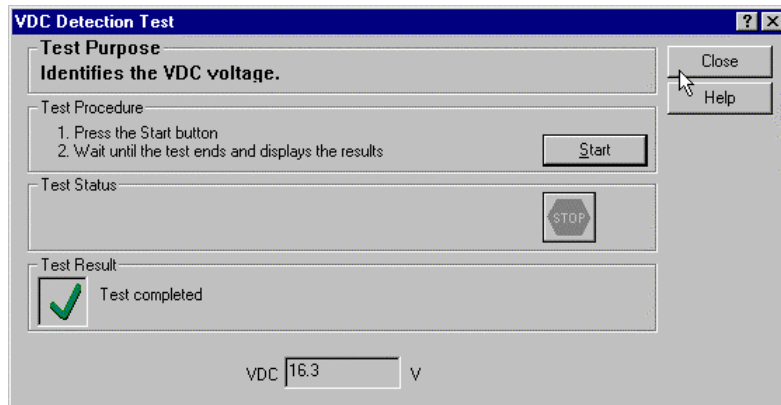 VDC Detection Test
Test Purpose
Identifies the VDC voltage.
Close
Help
Test Procedure
1. Press the Start button
2. Wait until the test ends and displays the results
Start
Test Status
STOP
Test Result
Test completed
VDC 16.3 V